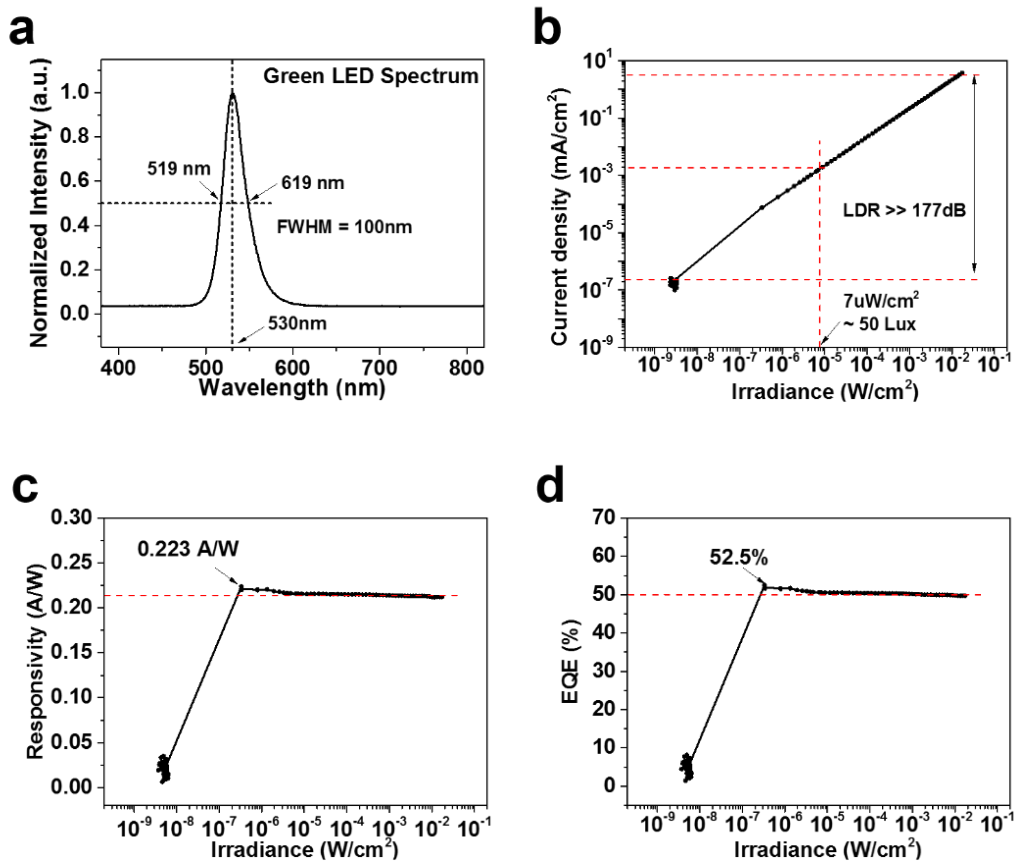 a
Green LED Spectrum
1.0
0.8
0.6
0.4
0.2
0.0
519 nm
619 nm
FWHM = 100nm
530nm
400
500
600
700
800
Normalized Intensity (a.u.)
Wavelength (nm)
b
10¹
10⁻¹
10⁻³
10⁻⁵
10⁻⁷
10⁻⁹
LDR >> 177dB
7uW/cm²
~ 50 Lux
10⁻⁹ 10⁻⁸ 10⁻⁷ 10⁻⁶ 10⁻⁵ 10⁻⁴ 10⁻³ 10⁻² 10⁻¹
Current density (mA/cm²)
Irradiance (W/cm²)
c
0.30
0.25
0.20
0.15
0.10
0.05
0.00
0.223 A/W
10⁻⁹ 10⁻⁸ 10⁻⁷ 10⁻⁶ 10⁻⁵ 10⁻⁴ 10⁻³ 10⁻² 10⁻¹
Responsivity (A/W)
Irradiance (W/cm²)
d
70
60
50
40
30
20
10
0
52.5%
10⁻⁹ 10⁻⁸ 10⁻⁷ 10⁻⁶ 10⁻⁵ 10⁻⁴ 10⁻³ 10⁻² 10⁻¹
EQE (%)
Irradiance (W/cm²)